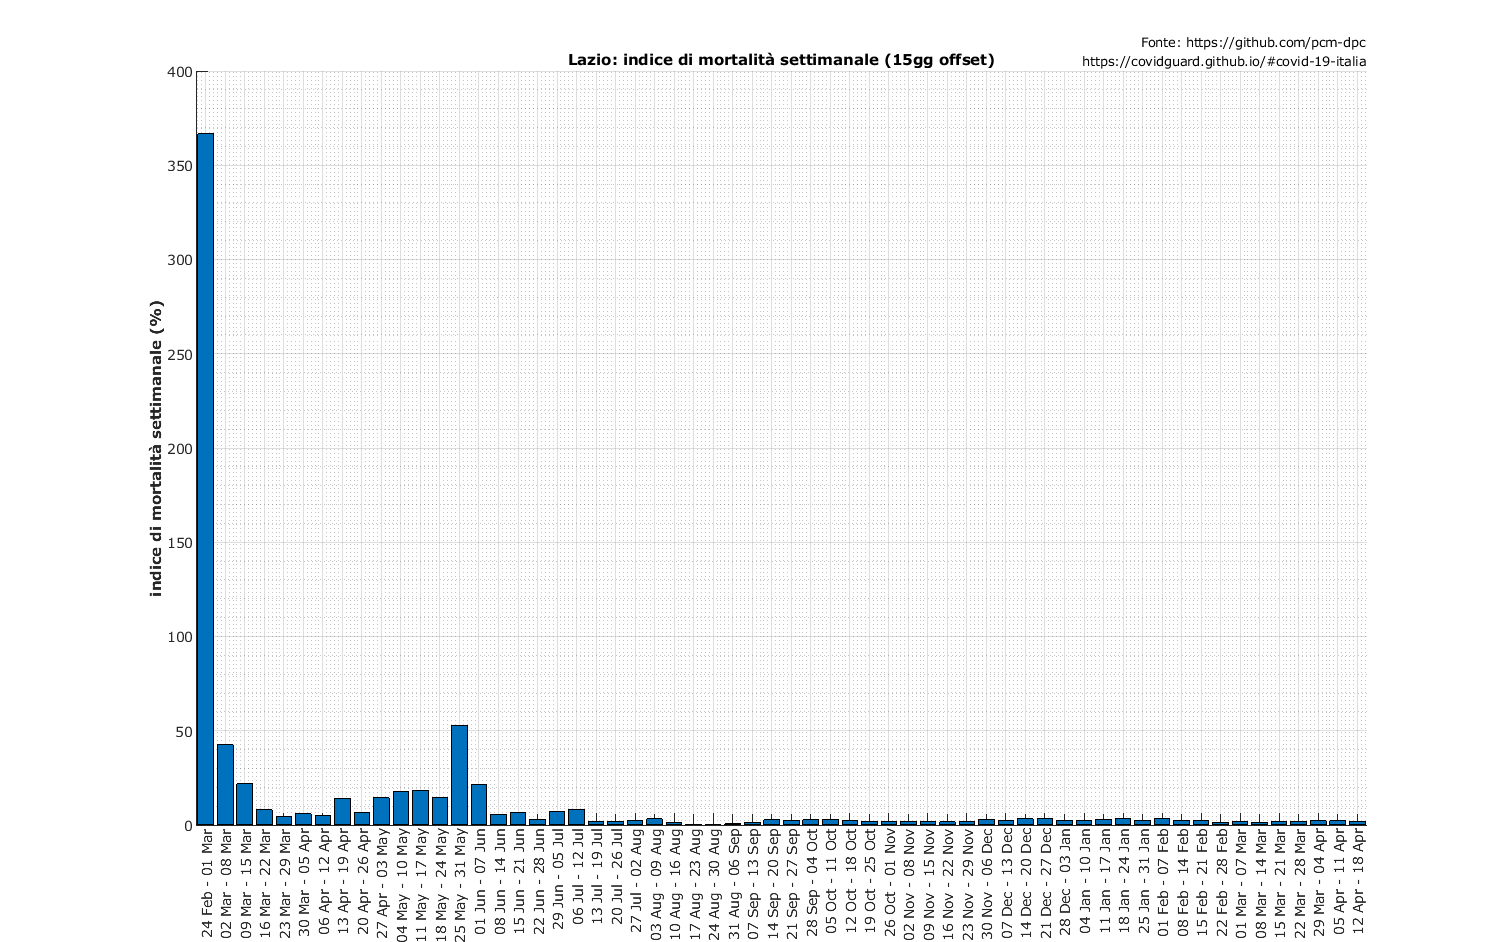 Fonte: https://github.com/pcm-dpc
Lazio: indice di mortalità settimanale (15gg offset)
https://covidguard.github.io/#covid-19-italia
indice di mortalità settimanale (%)
400
350
300
250
200
150
100
50
0
24 Feb - 01 Mar
02 Mar - 08 Mar
09 Mar - 15 Mar
16 Mar - 22 Mar
23 Mar - 29 Mar
30 Mar - 05 Apr
06 Apr - 12 Apr
13 Apr - 19 Apr
20 Apr - 26 Apr
27 Apr - 03 May
04 May - 10 May
11 May - 17 May
18 May - 24 May
25 May - 31 May
01 Jun - 07 Jun
08 Jun - 14 Jun
15 Jun - 21 Jun
22 Jun - 28 Jun
29 Jun - 05 Jul
06 Jul - 12 Jul
13 Jul - 19 Jul
20 Jul - 26 Jul
27 Jul - 02 Aug
03 Aug - 09 Aug
10 Aug - 16 Aug
17 Aug - 23 Aug
24 Aug - 30 Aug
31 Aug - 06 Sep
07 Sep - 13 Sep
14 Sep - 20 Sep
21 Sep - 27 Sep
28 Sep - 04 Oct
05 Oct - 11 Oct
12 Oct - 18 Oct
19 Oct - 25 Oct
26 Oct - 01 Nov
02 Nov - 08 Nov
09 Nov - 15 Nov
16 Nov - 22 Nov
23 Nov - 29 Nov
30 Nov - 06 Dec
07 Dec - 13 Dec
14 Dec - 20 Dec
21 Dec - 27 Dec
28 Dec - 03 Jan
04 Jan - 10 Jan
11 Jan - 17 Jan
18 Jan - 24 Jan
25 Jan - 31 Jan
01 Feb - 07 Feb
08 Feb - 14 Feb
15 Feb - 21 Feb
22 Feb - 28 Feb
01 Mar - 07 Mar
08 Mar - 14 Mar
15 Mar - 21 Mar
22 Mar - 28 Mar
29 Mar - 04 Apr
05 Apr - 11 Apr
12 Apr - 18 Apr